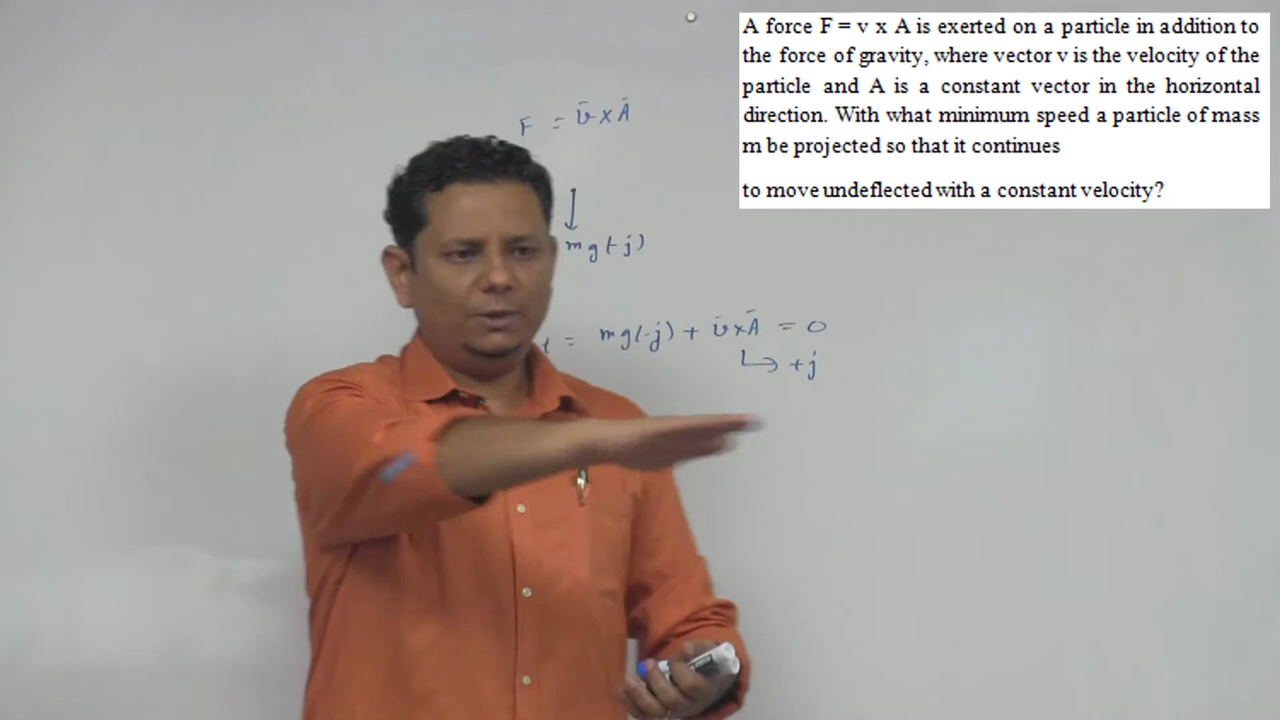 A force F = v x A is exerted on a particle in addition to
the force of gravity, where vector v is the velocity of the
particle and A is a constant vector in the horizontal
direction. With what minimum speed a particle of mass
m be projected so that it continues
to move undeflected with a constant velocity?
F = v̄ x Ā
mg(-j)
t = mg(-j) + v̄xĀ = 0
+j